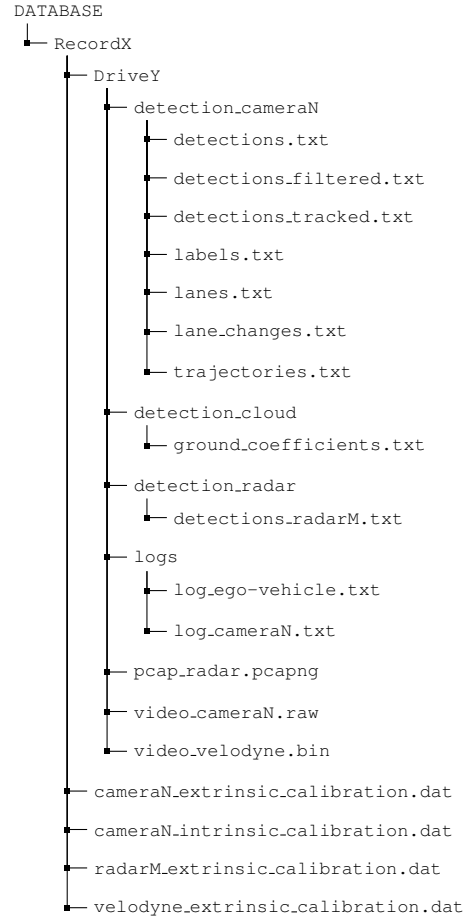 DATABASE
RecordX
DriveY
detection_cameraN
detections.txt
detections_filtered.txt
detections_tracked.txt
labels.txt
lanes.txt
lane_changes.txt
trajectories.txt
detection_cloud
ground_coefficients.txt
detection_radar
detections_radarM.txt
logs
log_ego-vehicle.txt
log_cameraN.txt
pcap_radar.pcapng
video_cameraN.raw
video_velodyne.bin
cameraN_extrinsic_calibration.dat
cameraN_intrinsic_calibration.dat
radarM_extrinsic_calibration.dat
velodyne_extrinsic_calibration.dat